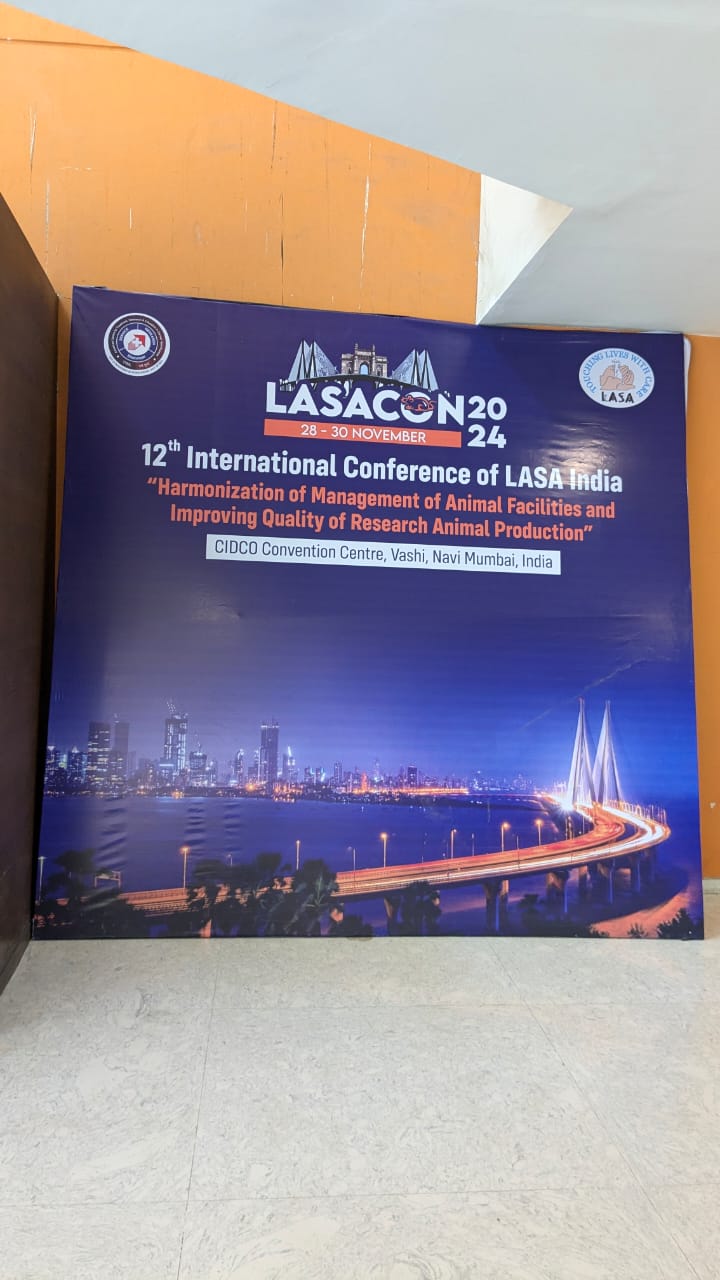 LASACON 2024
28 - 30 NOVEMBER
TOUCHING LIVES WITH CARE
LASA
12th International Conference of LASA India
"Harmonization of Management of Animal Facilities and
Improving Quality of Research Animal Production"
CIDCO Convention Centre, Vashi, Navi Mumbai, India